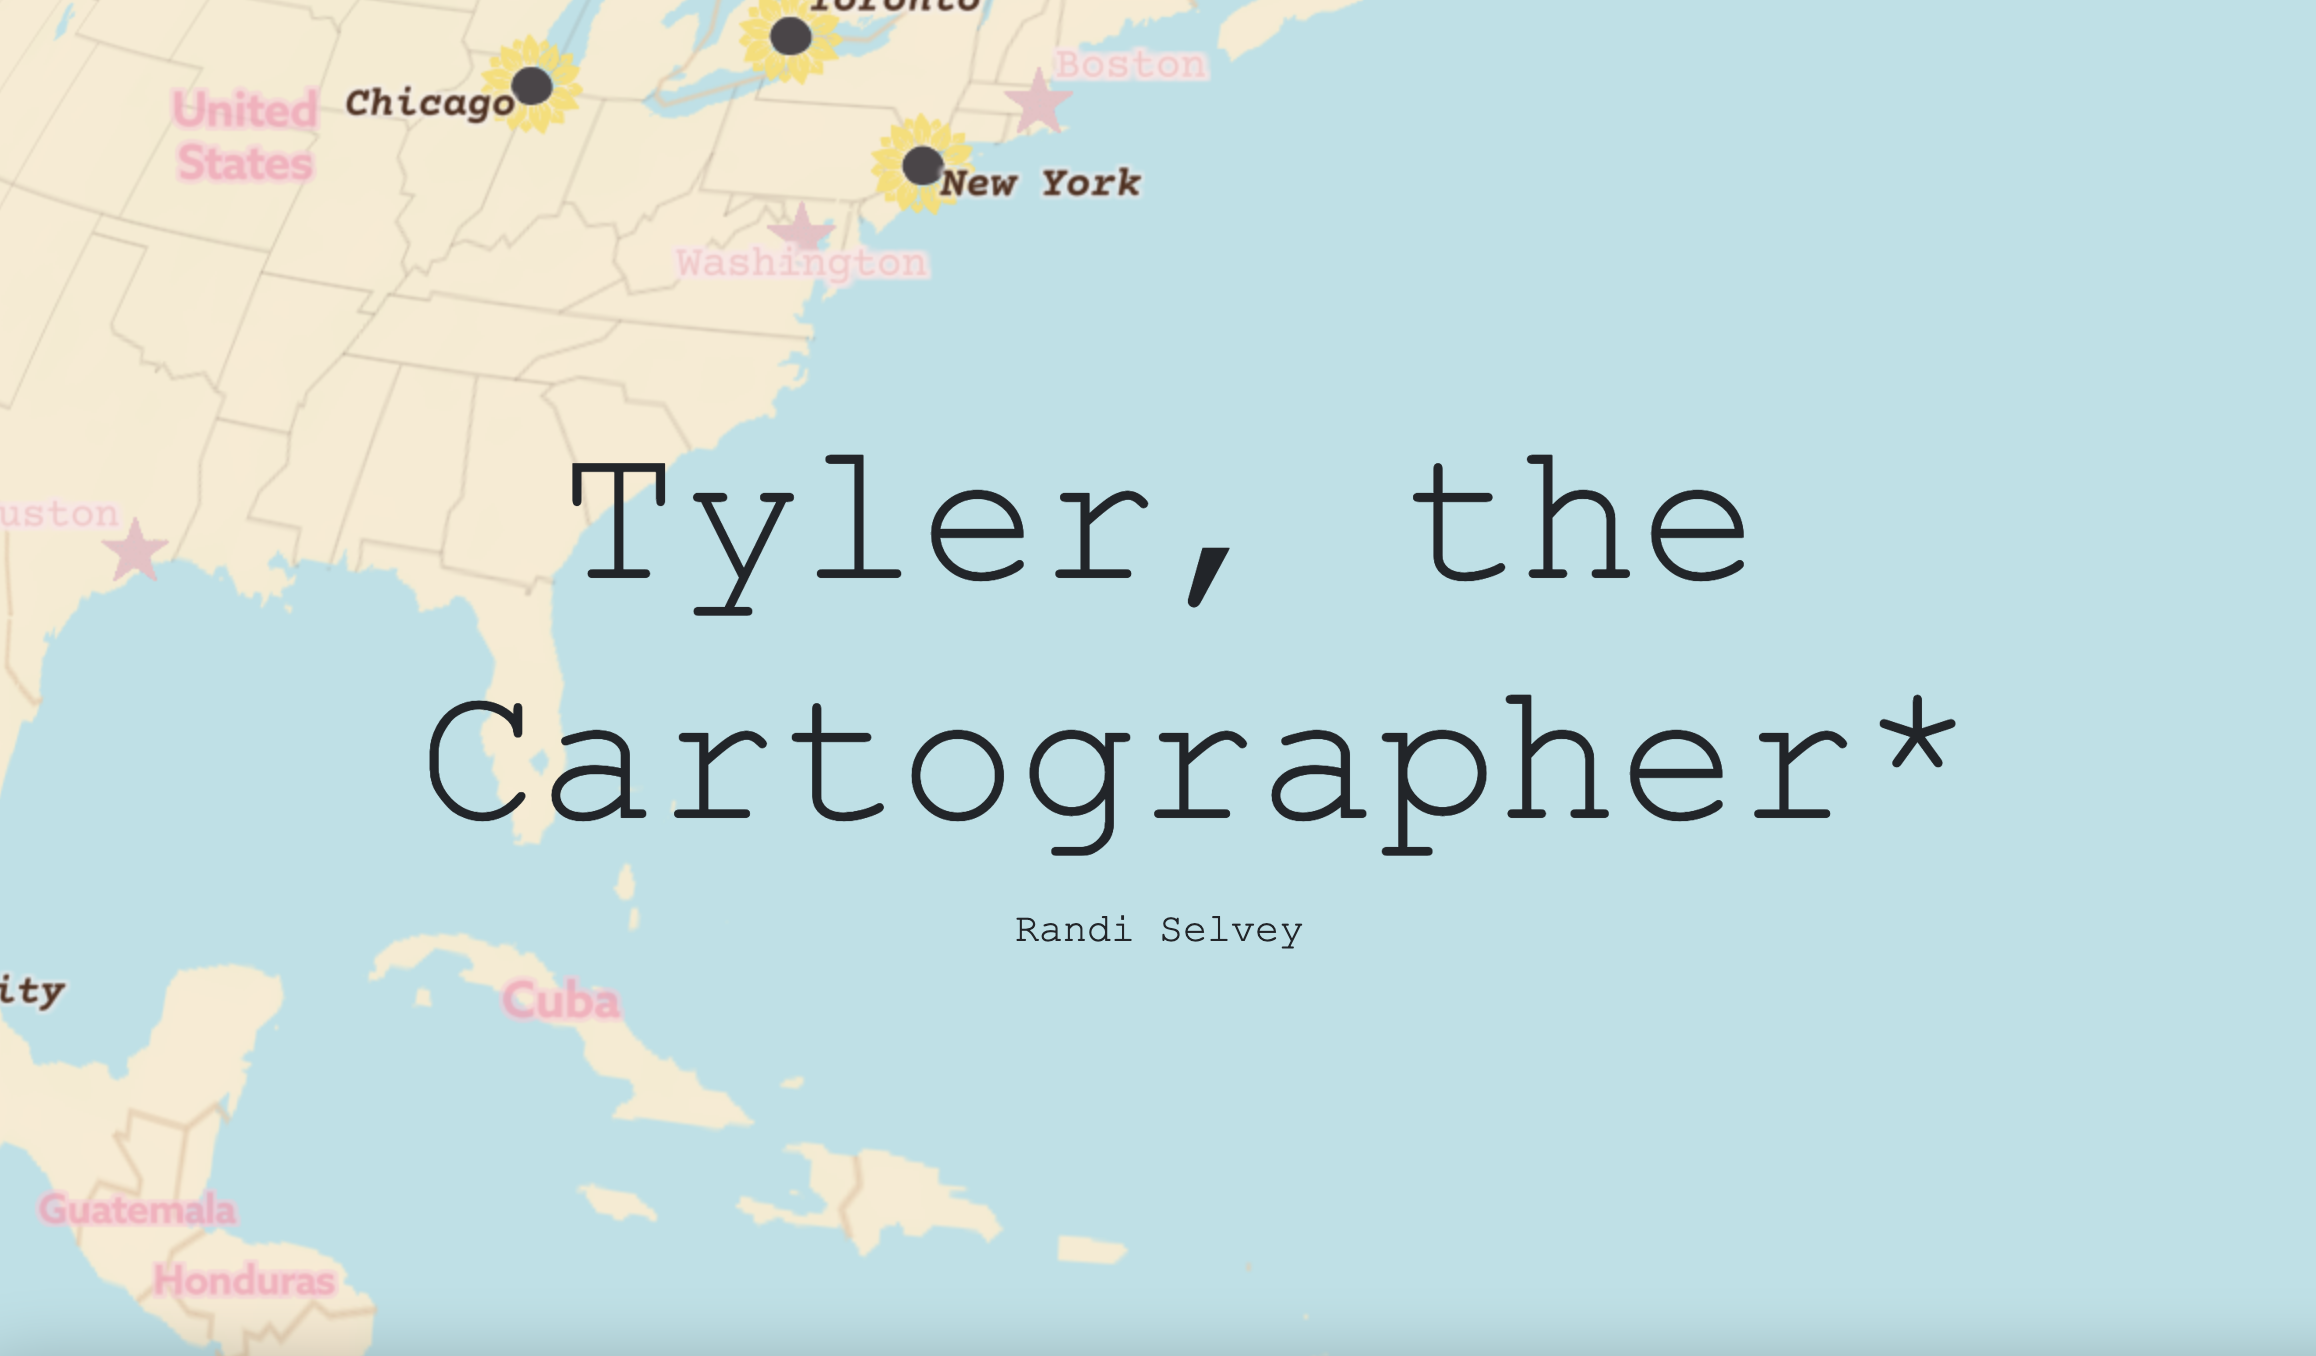 Toronto
Boston
United
States
Chicago
New York
Washington
Tyler, the
uston
Cartographer*
Randi Selvey
ity
Cuba
Guatemala
Honduras